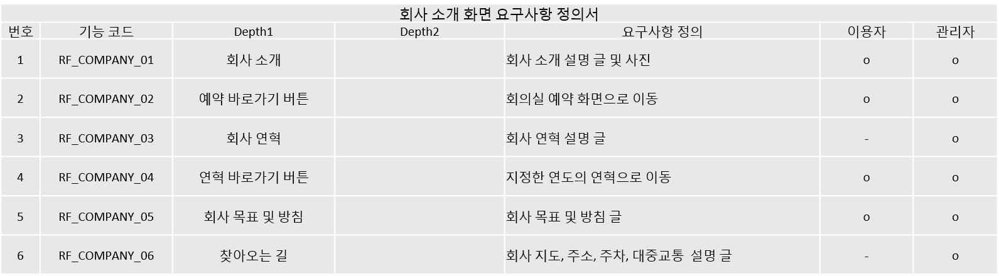 회사 소개 화면 요구사항 정의서
번호 기능 코드 Depth1 Depth2 요구사항 정의 이용자 관리자
1 RF_COMPANY_01 회사 소개 회사 소개 설명 글 및 사진 o o
2 RF_COMPANY_02 예약 바로가기 버튼 회의실 예약 화면으로 이동 o o
3 RF_COMPANY_03 회사 연혁 회사 연혁 설명 글 - o
4 RF_COMPANY_04 연혁 바로가기 버튼 지정한 연도의 연혁으로 이동 o o
5 RF_COMPANY_05 회사 목표 및 방침 회사 목표 및 방침 글 o o
6 RF_COMPANY_06 찾아오는 길 회사 지도, 주소, 주차, 대중교통 설명 글 - o